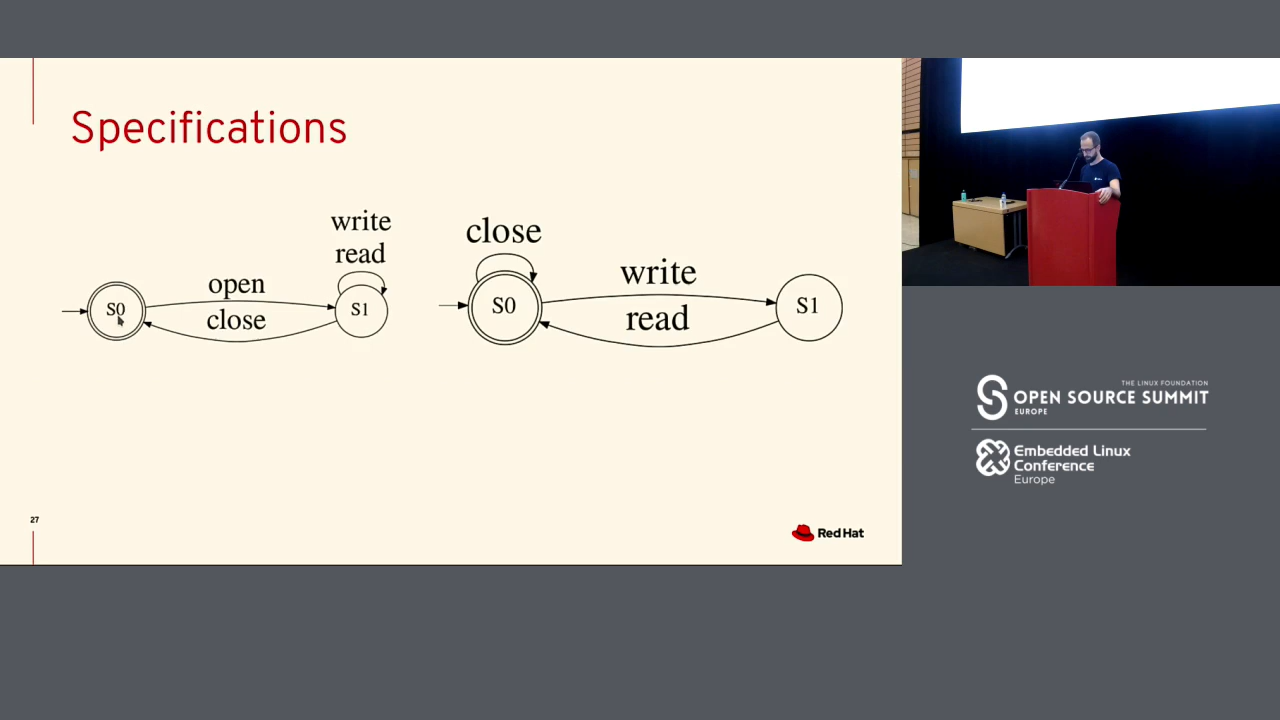 Specifications
write
read
open
close
S0
S1
close
write
read
S0
S1
27
Red Hat
THE LINUX FOUNDATION
OPEN SOURCE SUMMIT
EUROPE
Embedded Linux
Conference
Europe